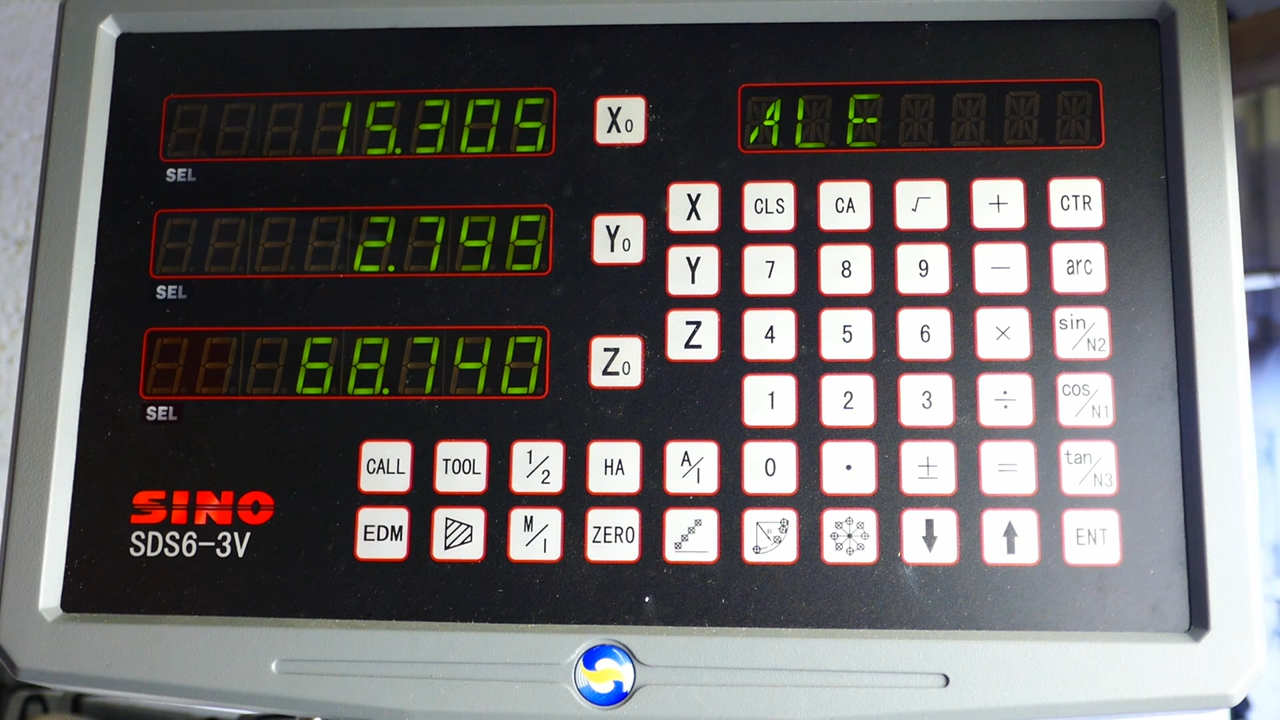 15.305
X0
ALE
SEL
2.795
Y0
SEL
68.740
Z0
SEL
X CLS CA √ + CTR
Y 7 8 9 − arc
Z 4 5 6 × sin/N2
1 2 3 ÷ cos/N1
CALL TOOL 1/2 HA A/I 0 . ± = tan/N3
EDM M/I ZERO R ENT
SINO
SDS6-3V